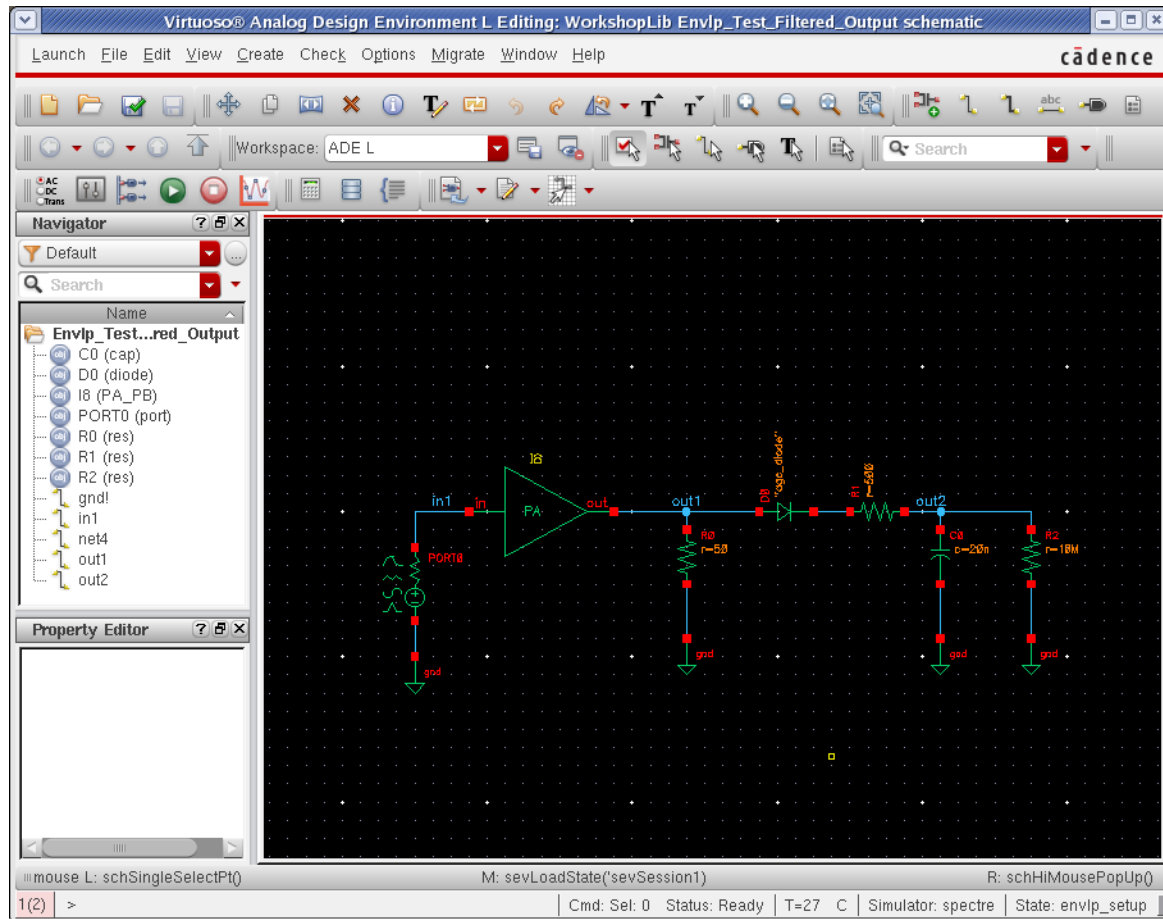 Virtuoso® Analog Design Environment L Editing: WorkshopLib Envlp_Test_Filtered_Output schematic
Launch File Edit View Create Check Options Migrate Window Help
cādence
abc
Workspace: ADE L
Search
AC
DC
Trans
Navigator
Default
Search
Name
Envlp_Test...red_Output
C0 (cap)
D0 (diode)
I8 (PA_PB)
PORT0 (port)
R0 (res)
R1 (res)
R2 (res)
gnd!
in1
net4
out1
out2
Property Editor
I8
in1
in
PA
out
out1
D0
"agc_diode"
R1
r=500
out2
PORT0
R0
r=50
C0
c=20n
R2
r=10M
gnd
gnd
gnd
gnd
mouse L: schSingleSelectPt()
M: sevLoadState('sevSession1)
R: schHiMousePopUp()
1(2) >
Cmd: Sel: 0 Status: Ready T=27 C Simulator: spectre State: envlp_setup